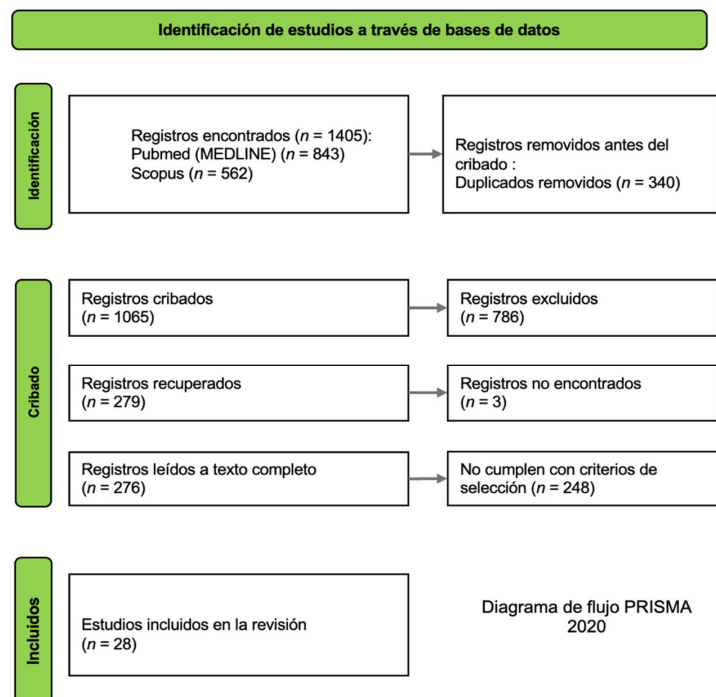 Identificación de estudios a través de bases de datos
Identificación
Registros encontrados (n = 1405):
Pubmed (MEDLINE) (n = 843)
Scopus (n = 562)
Registros removidos antes del
cribado :
Duplicados removidos (n = 340)
Cribado
Registros cribados
(n = 1065)
Registros excluidos
(n = 786)
Registros recuperados
(n = 279)
Registros no encontrados
(n = 3)
Registros leídos a texto completo
(n = 276)
No cumplen con criterios de
selección (n = 248)
Incluidos
Estudios incluidos en la revisión
(n = 28)
Diagrama de flujo PRISMA
2020